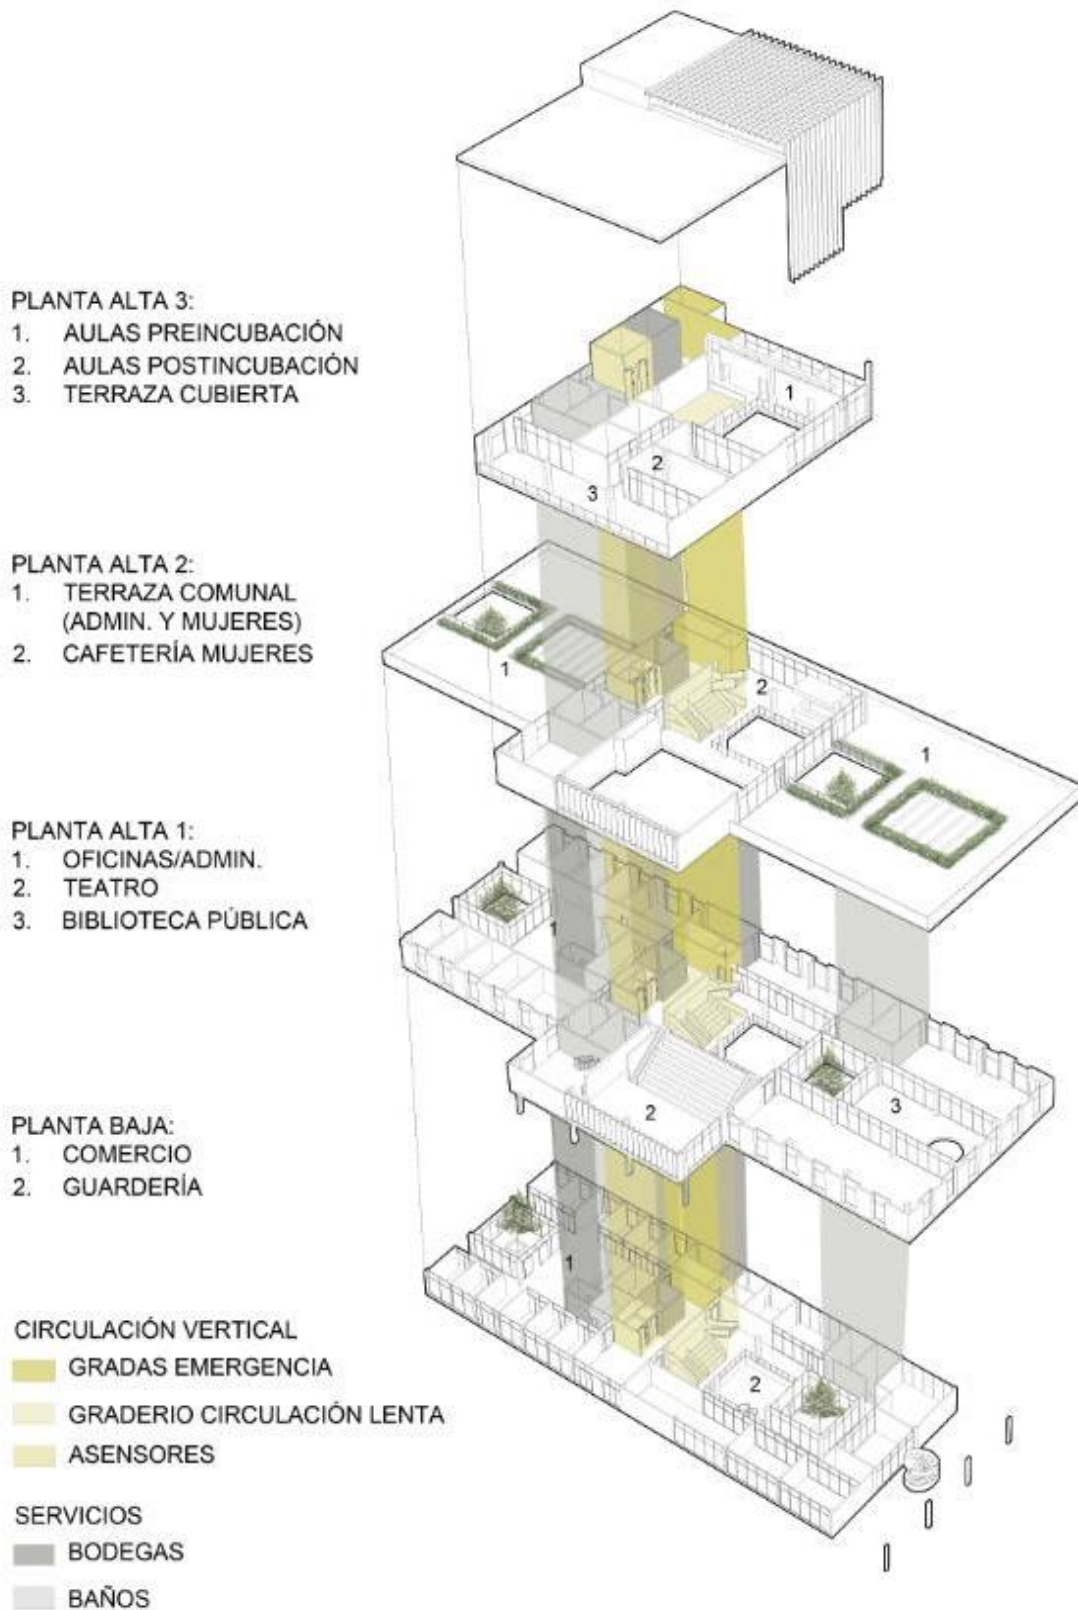 PLANTA ALTA 3:
1. AULAS PREINCUBACIÓN
2. AULAS POSTINCUBACIÓN
3. TERRAZA CUBIERTA
1
2
3
PLANTA ALTA 2:
1. TERRAZA COMUNAL
(ADMIN. Y MUJERES)
2. CAFETERÍA MUJERES
1
2
1
PLANTA ALTA 1:
1. OFICINAS/ADMIN.
2. TEATRO
3. BIBLIOTECA PÚBLICA
1
2
3
PLANTA BAJA:
1. COMERCIO
2. GUARDERÍA
1
2
CIRCULACIÓN VERTICAL
GRADAS EMERGENCIA
GRADERIO CIRCULACIÓN LENTA
ASENSORES
SERVICIOS
BODEGAS
BAÑOS